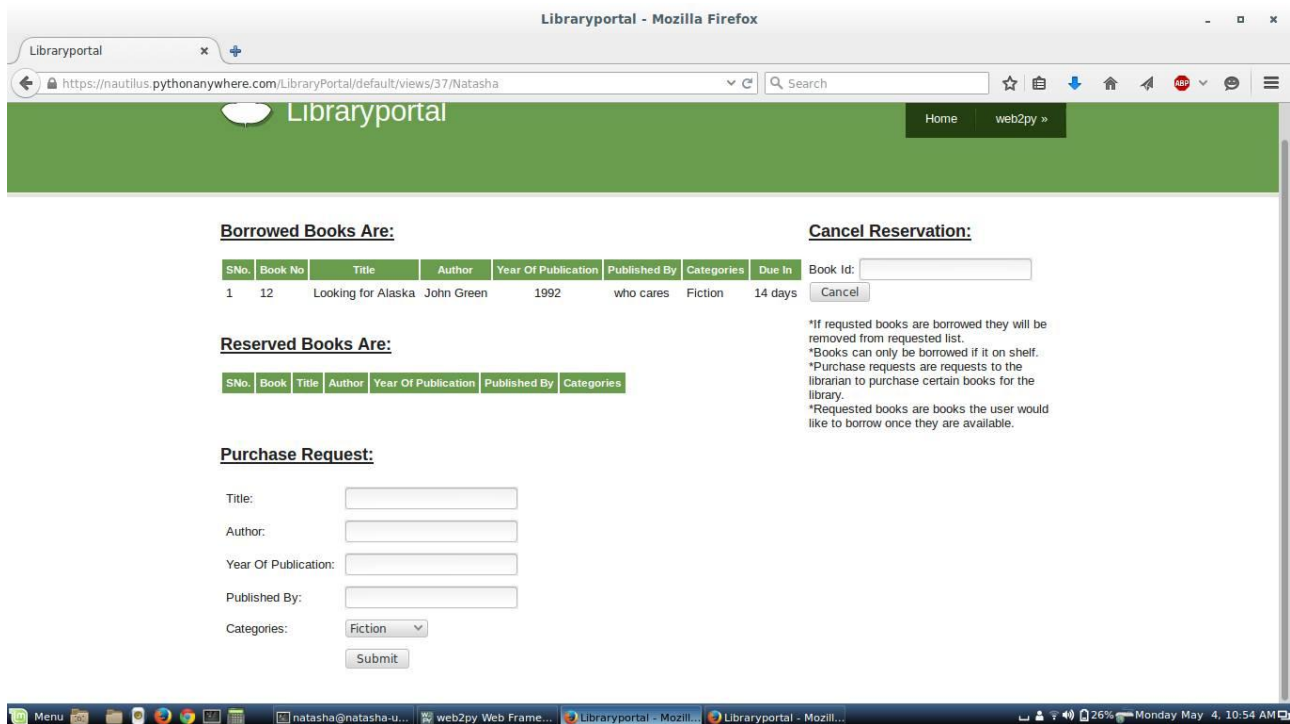 Libraryportal - Mozilla Firefox
Libraryportal
https://nautilus.pythonanywhere.com/LibraryPortal/default/views/37/Natasha
Search
ABP
Libraryportal
Home web2py »
Borrowed Books Are:
SNo. Book No Title Author Year Of Publication Published By Categories Due In
1 12 Looking for Alaska John Green 1992 who cares Fiction 14 days
Reserved Books Are:
SNo. Book Title Author Year Of Publication Published By Categories
Purchase Request:
Title:
Author:
Year Of Publication:
Published By:
Categories: Fiction
Submit
Cancel Reservation:
Book Id:
Cancel
*If requsted books are borrowed they will be
removed from requested list.
*Books can only be borrowed if it on shelf.
*Purchase requests are requests to the
librarian to purchase certain books for the
library.
*Requested books are books the user would
like to borrow once they are available.
Menu natasha@natasha-u... web2py Web Frame... Libraryportal - Mozill... Libraryportal - Mozill... 26% Monday May 4, 10:54 AM